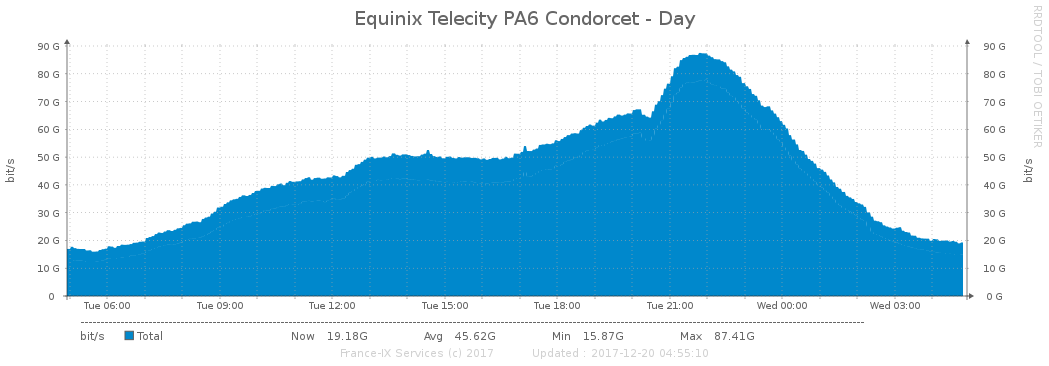 Equinix Telecity PA6 Condorcet - Day
RRDTOOL / TOBI OETIKER
bit/s
90 G
80 G
70 G
60 G
50 G
40 G
30 G
20 G
10 G
0
90 G
80 G
70 G
60 G
50 G
40 G
30 G
20 G
10 G
0 G
bit/s
Tue 06:00 Tue 09:00 Tue 12:00 Tue 15:00 Tue 18:00 Tue 21:00 Wed 00:00 Wed 03:00
bit/s Total Now 19.18G Avg 45.62G Min 15.87G Max 87.41G
France-IX Services (c) 2017 Updated : 2017-12-20 04:55:10